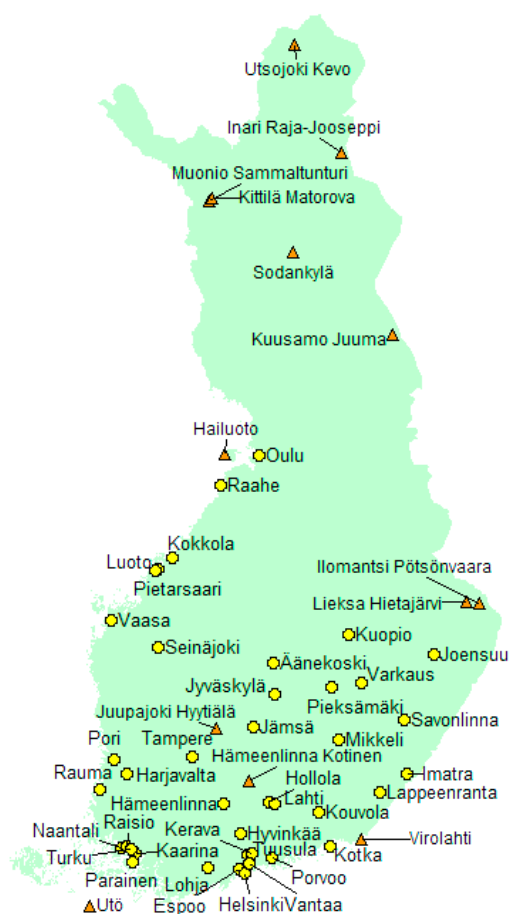 Utsojoki Kevo
Inari Raja-Jooseppi
Muonio Sammaltunturi
Kittilä Matorova
Sodankylä
Kuusamo Juuma
Hailuoto
Oulu
Raahe
Kokkola
Luoto
Pietarsaari
Ilomantsi Pötsönvaara
Lieksa Hietajärvi
Vaasa
Kuopio
Seinäjoki
Joensuu
Äänekoski
Varkaus
Jyväskylä
Pieksämäki
Juupajoki Hyytiälä
Savonlinna
Jämsä
Mikkeli
Pori
Tampere
Hämeenlinna Kotinen
Rauma
Harjavalta
Hollola
Imatra
Lappeenranta
Hämeenlinna
Lahti
Kouvola
Raisio
Naantali
Kerava
Hyvinkää
Virolahti
Turku
Kaarina
Tuusula
Kotka
Parainen
Lohja
Porvoo
Utö
Espoo
Helsinki
Vantaa